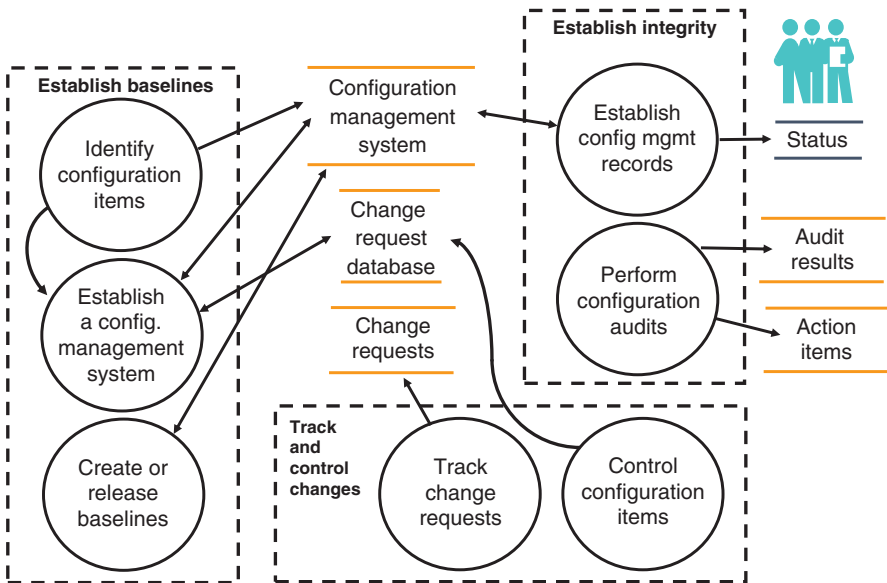 Establish baselines
Identify
configuration
items
Establish
a config.
management
system
Create or
release
baselines
Configuration
management
system
Change
request
database
Change
requests
Track
and
control
changes
Track
change
requests
Control
configuration
items
Establish integrity
Establish
config mgmt
records
Perform
configuration
audits
Status
Audit
results
Action
items